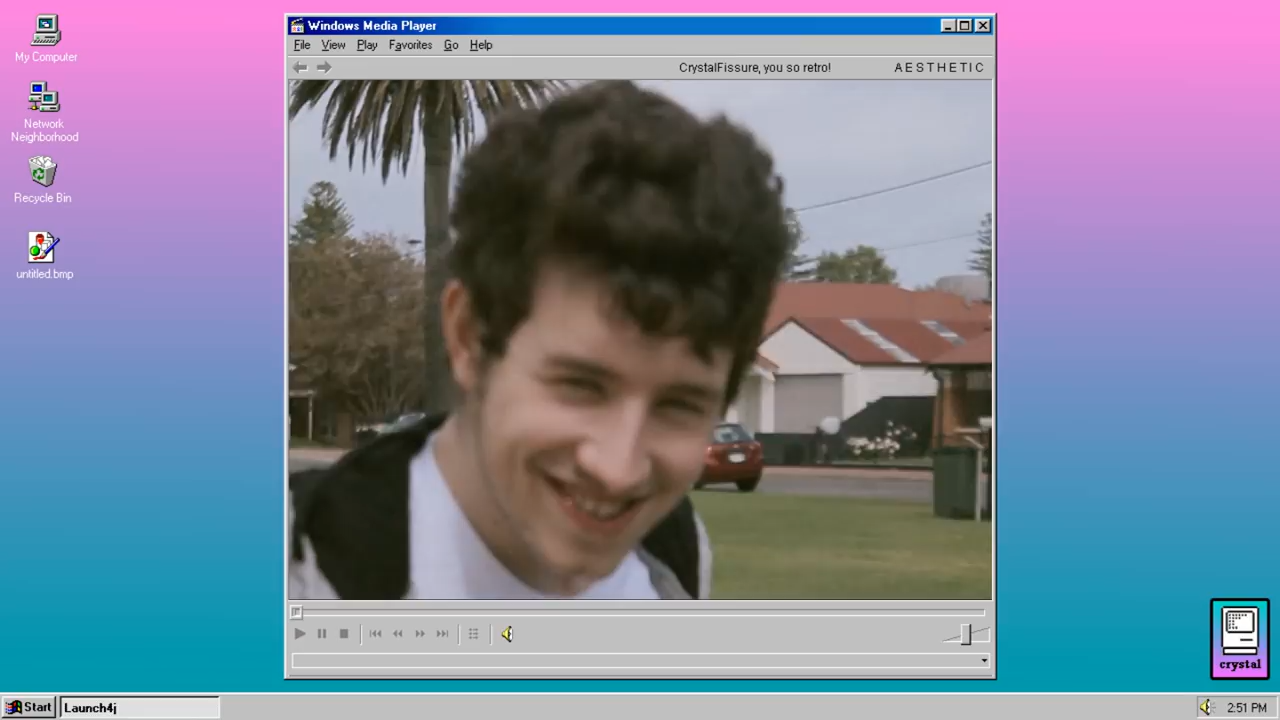 My Computer
Network
Neighborhood
Recycle Bin
untitled.bmp
Windows Media Player
File View Play Favorites Go Help
CrystalFissure, you so retro!
AESTHETIC
crystal
Start
Launch4j
2:51 PM